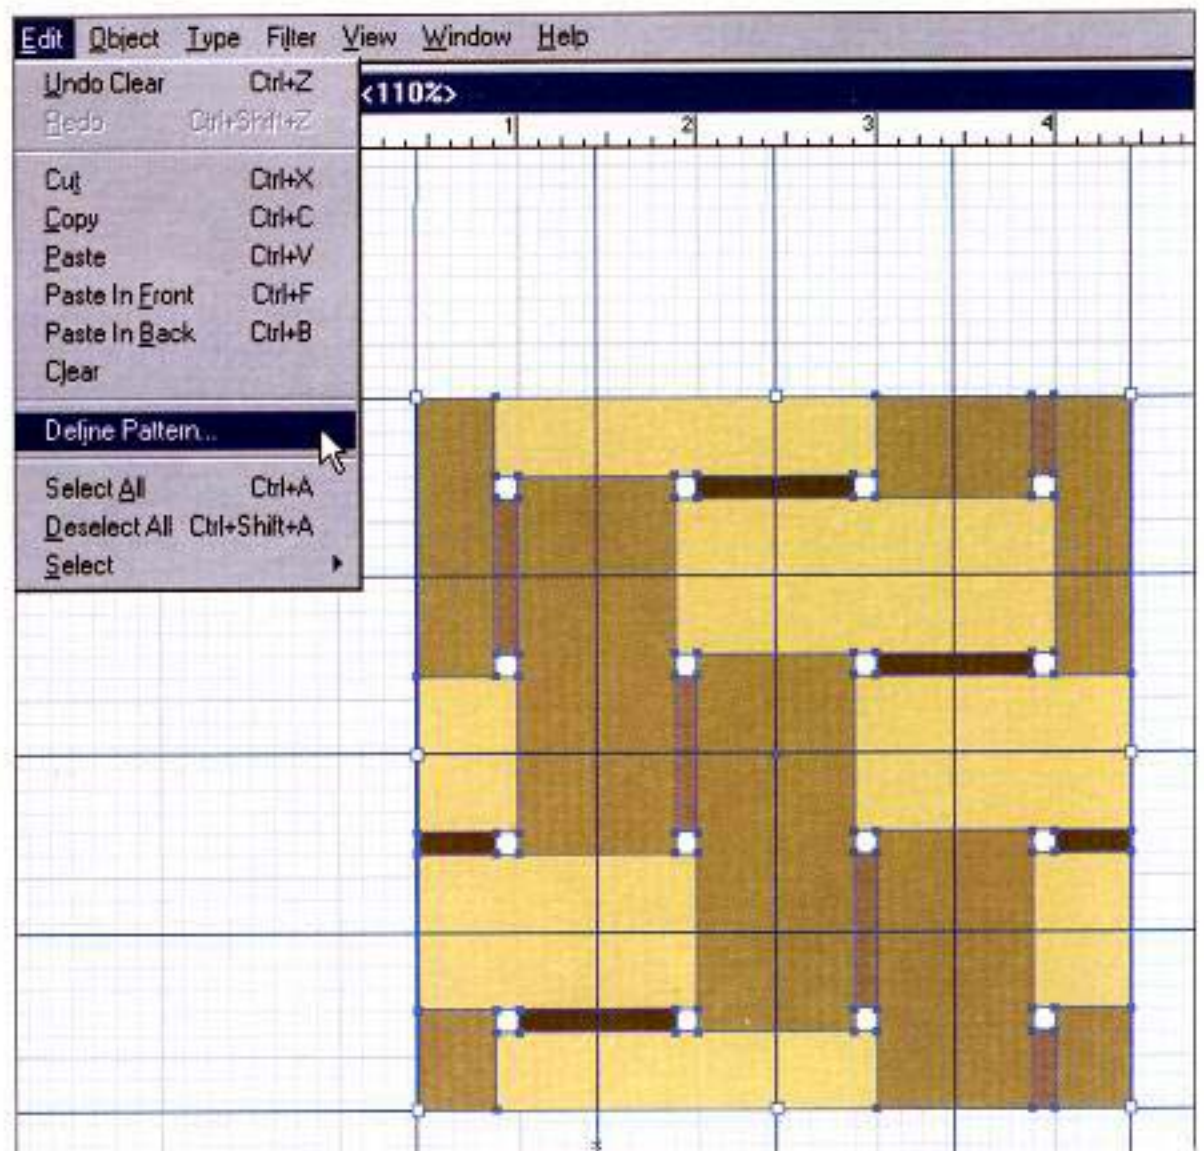 Edit Object Type Filter View Window Help
Undo Clear Ctrl+Z
Redo Ctrl+Shift+Z
<110%>
1 2 3 4
Cut Ctrl+X
Copy Ctrl+C
Paste Ctrl+V
Paste In Front Ctrl+F
Paste In Back Ctrl+B
Clear
Define Pattern...
Select All Ctrl+A
Deselect All Ctrl+Shift+A
Select